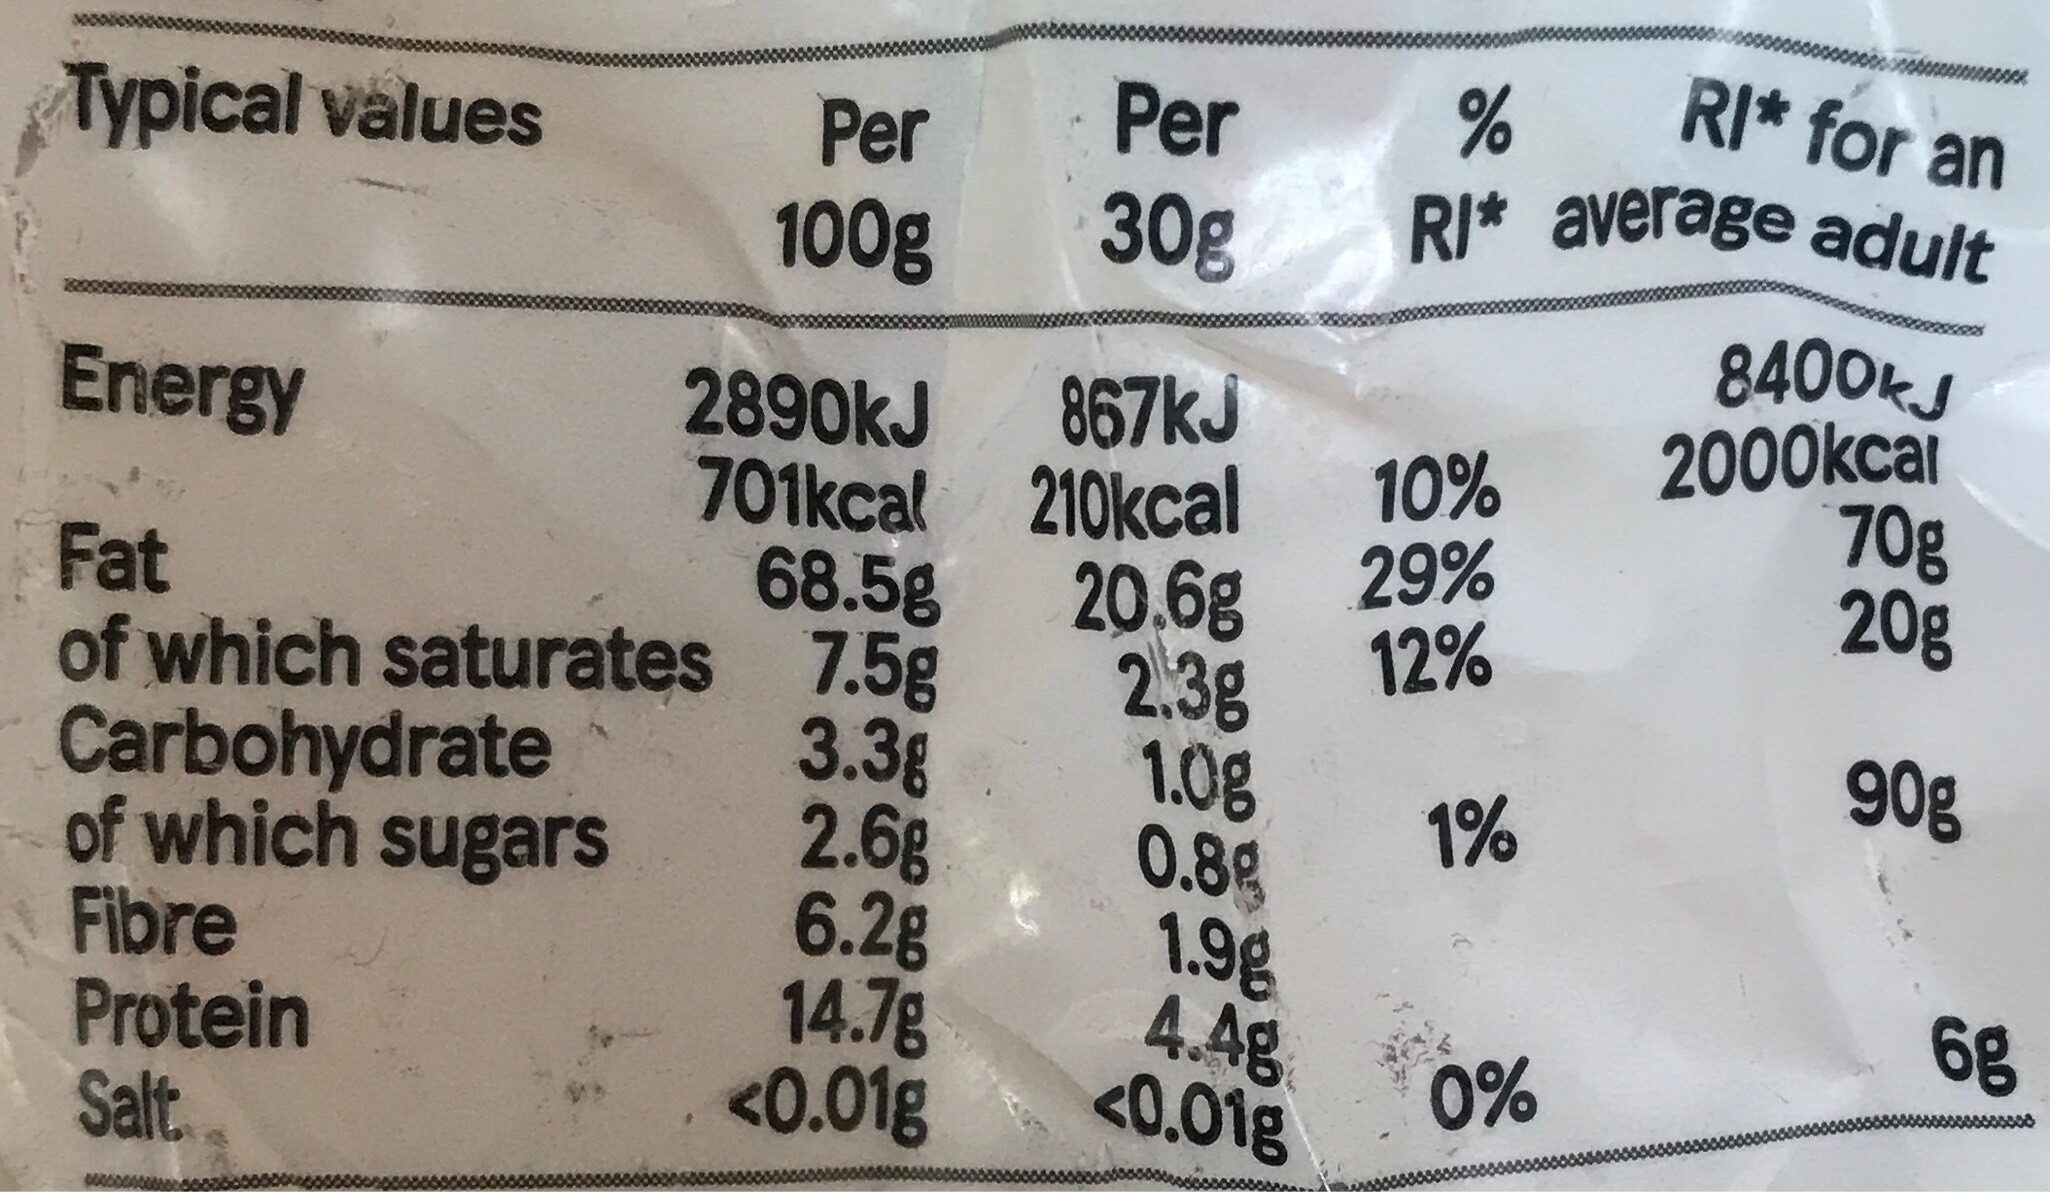 Typical values Per Per % RI* for an
100g 30g RI* average adult
Energy 2890kJ 867kJ 8400kJ
701kcal 210kcal 10% 2000kcal
Fat 68.5g 20.6g 29% 70g
of which saturates 7.5g 2.3g 12% 20g
Carbohydrate 3.3g 1.0g
of which sugars 2.6g 0.8g 1% 90g
Fibre 6.2g 1.9g
Protein 14.7g 4.4g
Salt <0.01g <0.01g 0% 6g